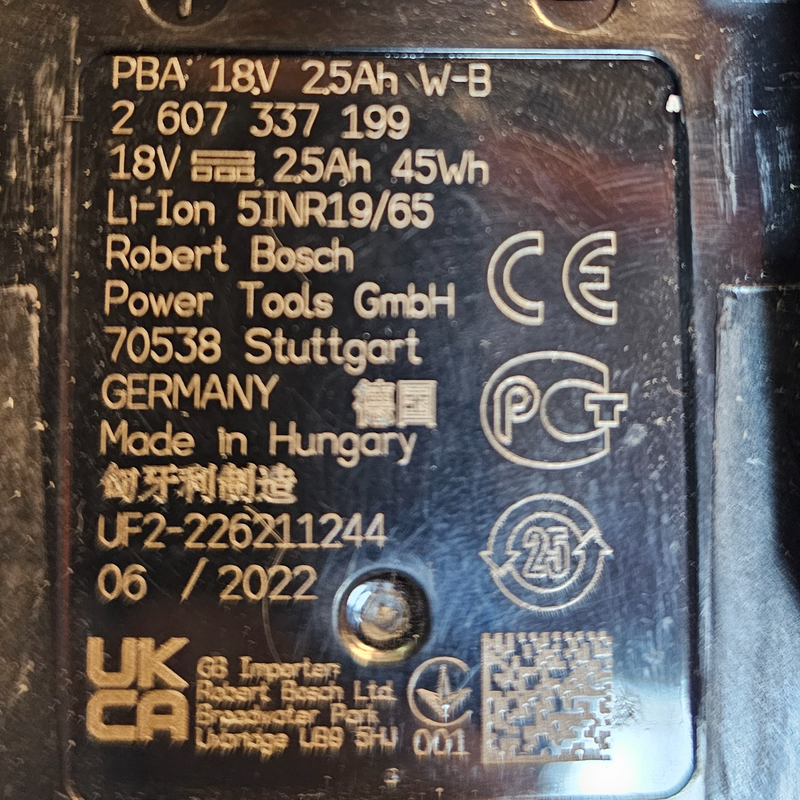 PBA 18V 2.5Ah W-B
2 607 337 199
18V 2.5Ah 45Wh
Li-Ion 5INR19/65
Robert Bosch
Power Tools GmbH
70538 Stuttgart
GERMANY 德国
Made in Hungary
匈牙利制造
UF2-226211244
06 / 2022
CE
PCT
25
UK
CA
GB Importer:
Robert Bosch Ltd.
Broadwater Park
Uxbridge UB9 5HJ
001